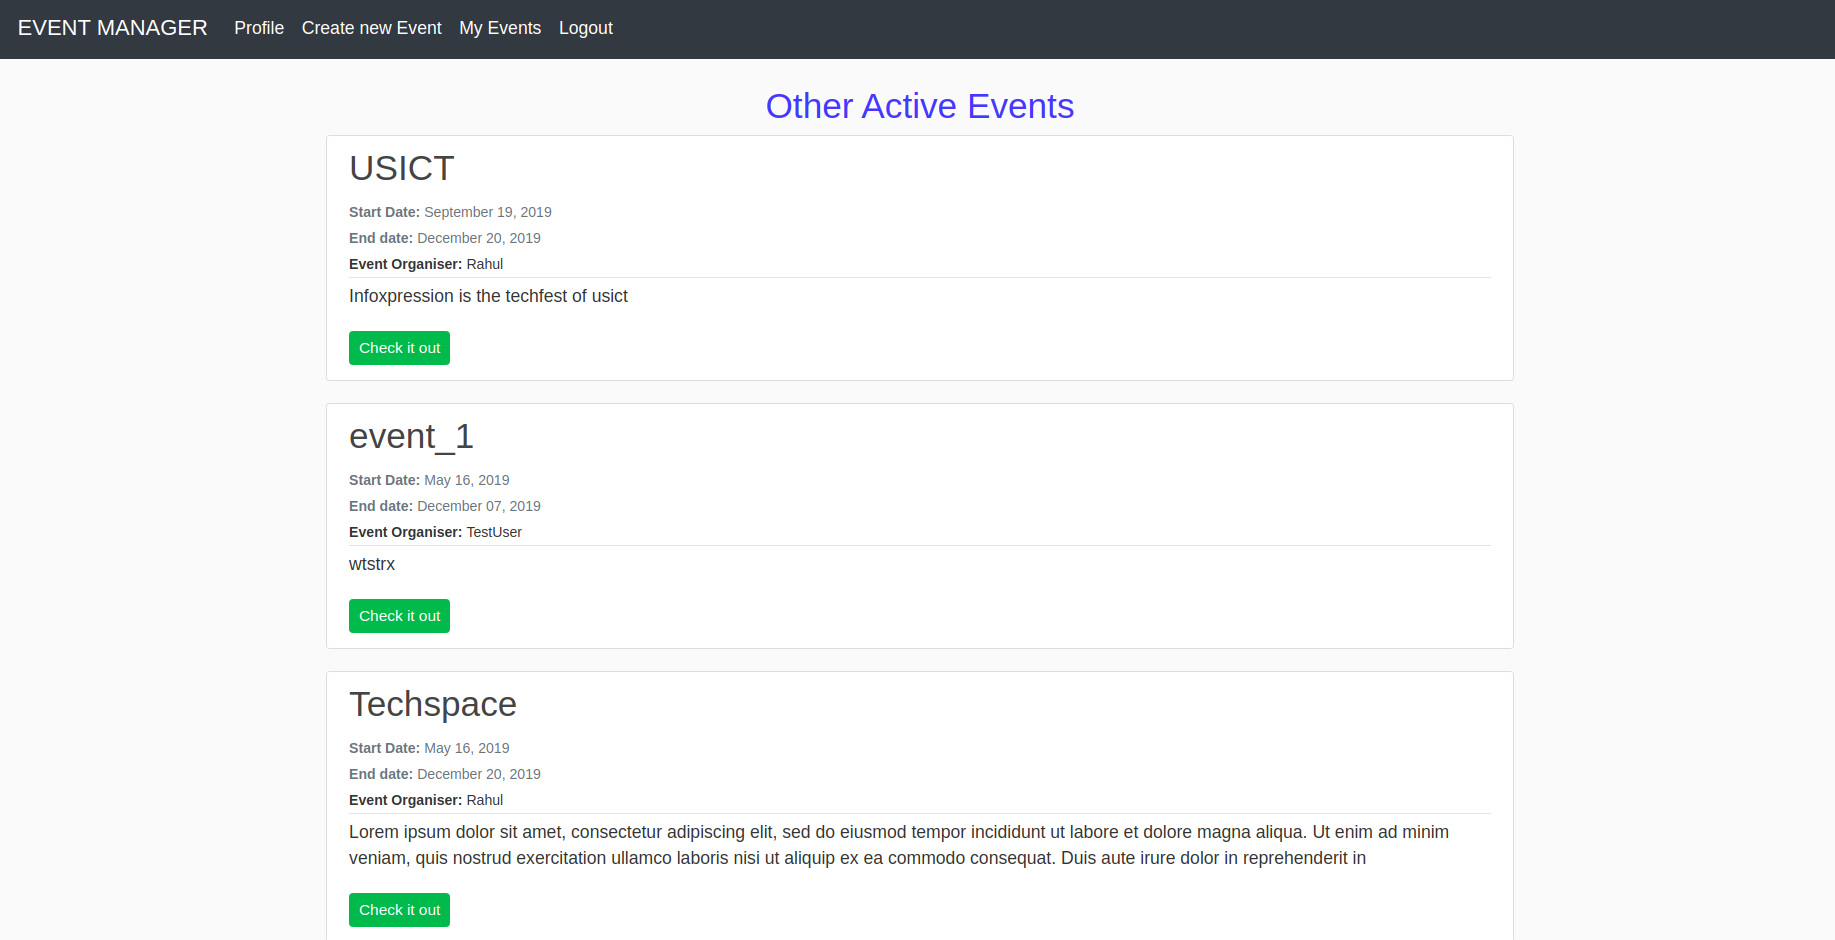 EVENT MANAGER Profile Create new Event My Events Logout
Other Active Events
USICT
Start Date: September 19, 2019
End date: December 20, 2019
Event Organiser: Rahul
Infoxpression is the techfest of usict
Check it out
event_1
Start Date: May 16, 2019
End date: December 07, 2019
Event Organiser: TestUser
wtstrx
Check it out
Techspace
Start Date: May 16, 2019
End date: December 20, 2019
Event Organiser: Rahul
Lorem ipsum dolor sit amet, consectetur adipiscing elit, sed do eiusmod tempor incididunt ut labore et dolore magna aliqua. Ut enim ad minim
veniam, quis nostrud exercitation ullamco laboris nisi ut aliquip ex ea commodo consequat. Duis aute irure dolor in reprehenderit in
Check it out